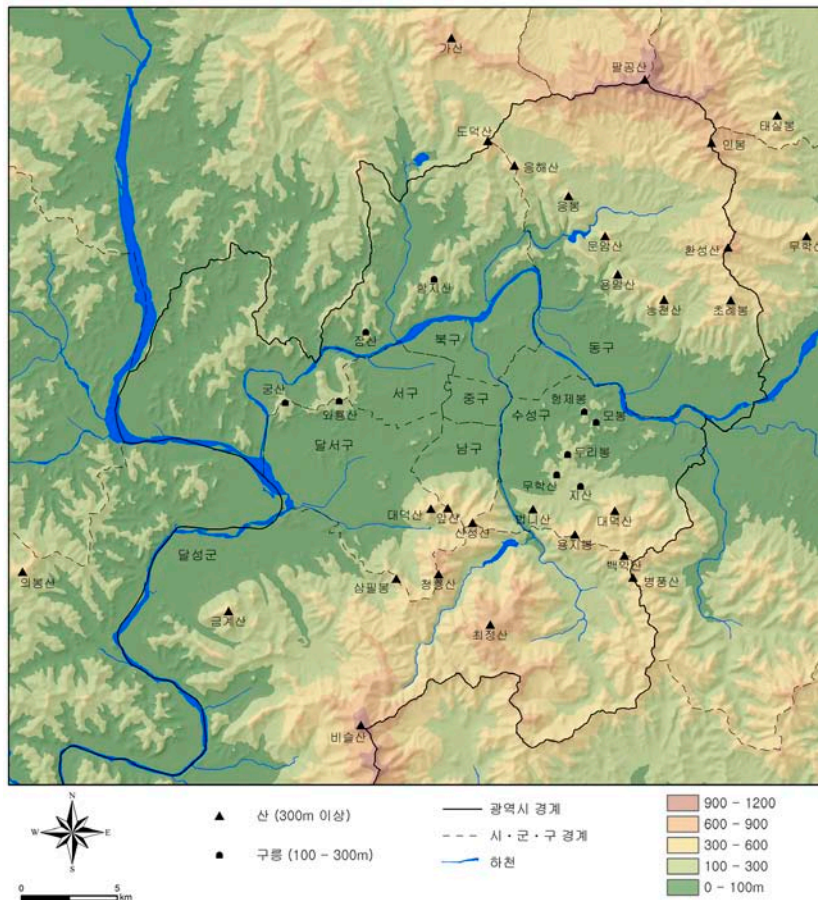 가산
팔공산
태실봉
도덕산
인봉
응해산
응봉
문암산
환성산
무학산
함지산
용암산
능천산
초례봉
장산
북구
동구
궁산
와룡산
서구
중구
수성구
형제봉
모봉
달서구
남구
두리봉
무학산
지산
대덕산
앞산
산성산
법니산
대덕산
용지봉
달성군
의봉산
삼필봉
청룡산
백악산
병풍산
금계산
최정산
비슬산
N
W
E
S
0 5
km
산 (300m 이상)
구릉 (100 - 300m)
광역시 경계
시・군・구 경계
하천
900 - 1200
600 - 900
300 - 600
100 - 300
0 - 100m